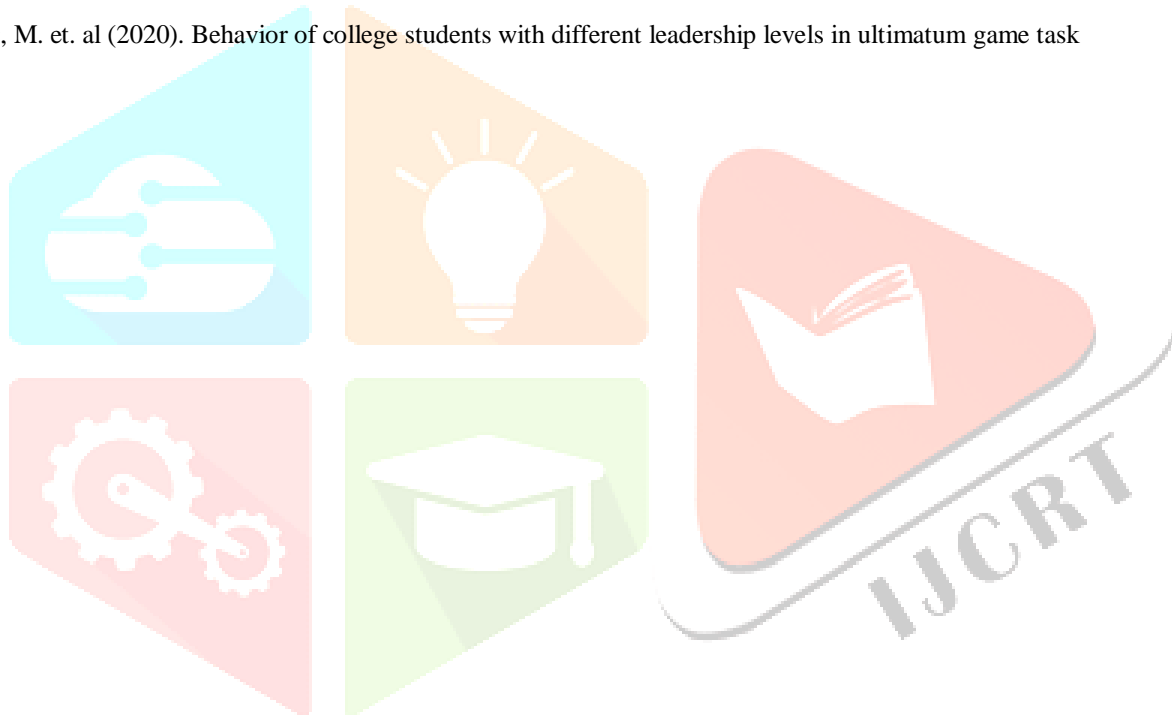 , M. et. al (2020). Behavior of college students with different leadership levels in ultimatum game task
IJCRT